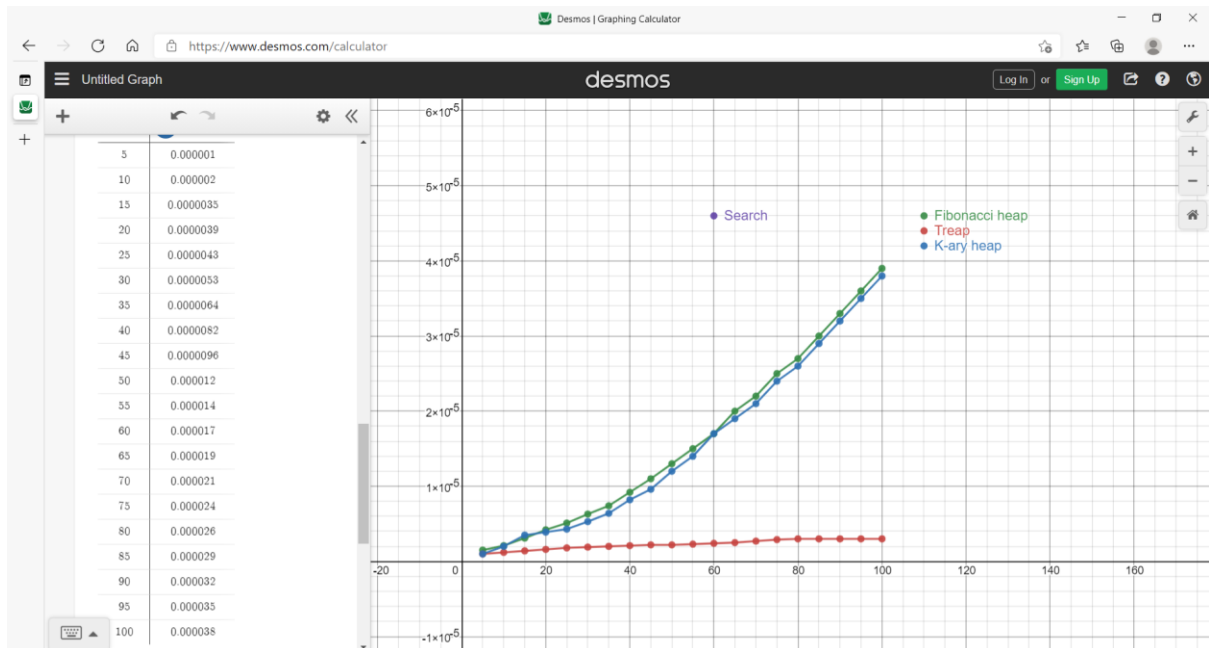 Desmos | Graphing Calculator
https://www.desmos.com/calculator
Untitled Graph
desmos
Log In or Sign Up
5 0.000001
10 0.000002
15 0.0000035
20 0.0000039
25 0.0000043
30 0.0000053
35 0.0000064
40 0.0000082
45 0.0000096
50 0.000012
55 0.000014
60 0.000017
65 0.000019
70 0.000021
75 0.000024
80 0.000026
85 0.000029
90 0.000032
95 0.000035
100 0.000038
6×10⁻⁵
5×10⁻⁵
4×10⁻⁵
3×10⁻⁵
2×10⁻⁵
1×10⁻⁵
-1×10⁻⁵
-20 0 20 40 60 80 100 120 140 160
Search
Fibonacci heap
Treap
K-ary heap